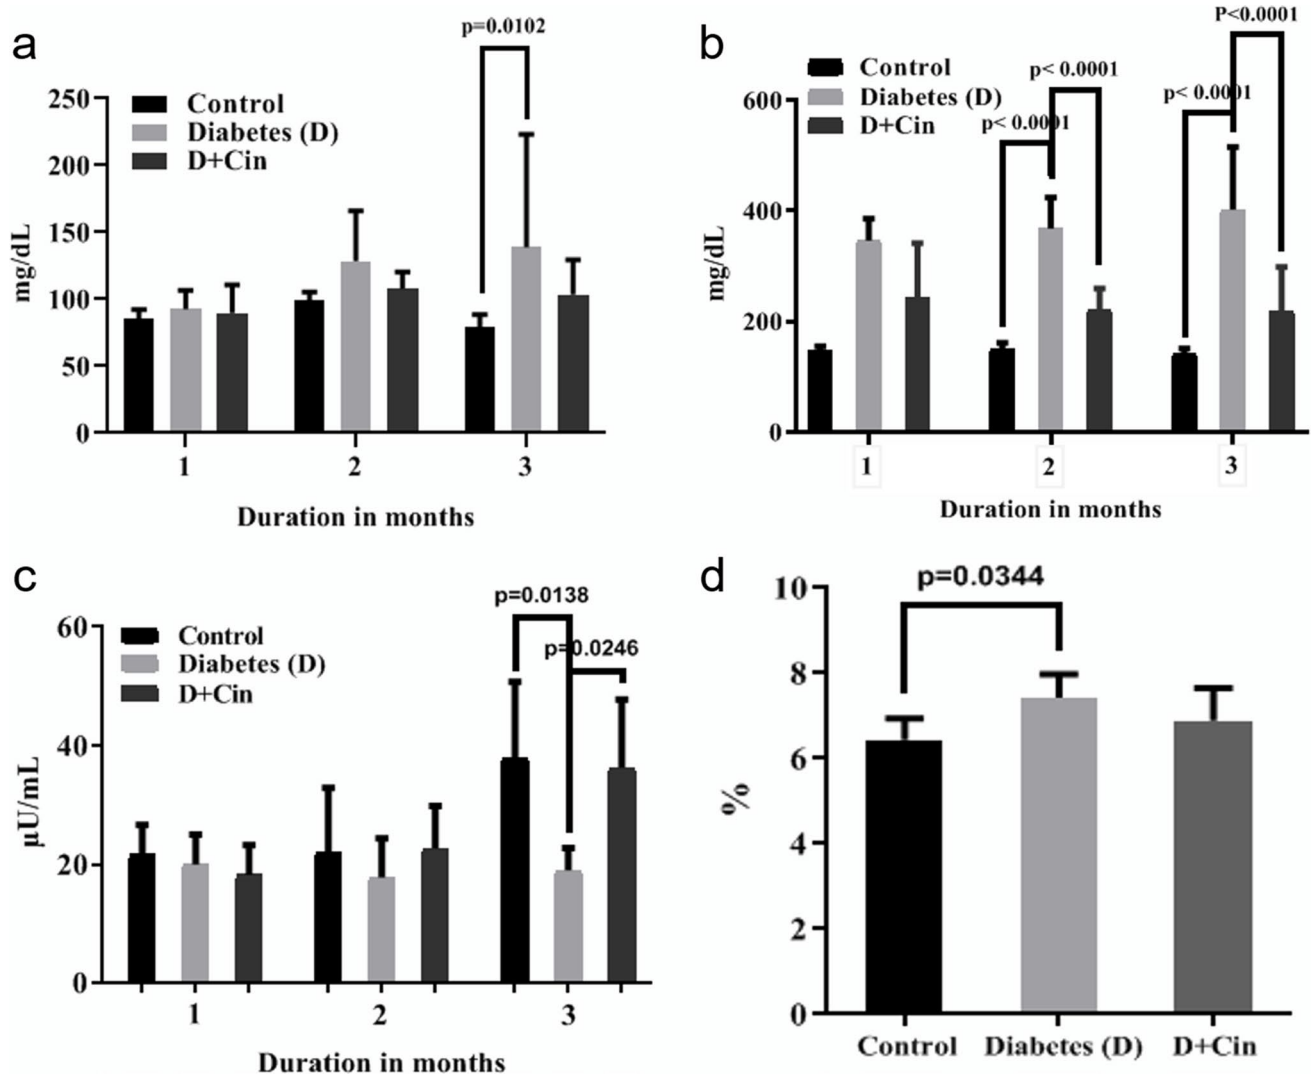 a
p=0.0102
250
200
150
100
50
0
mg/dL
Control
Diabetes (D)
D+Cin
1 2 3
Duration in months
b
P<0.0001
p< 0.0001
p< 0.0001
p< 0.0001
Control
Diabetes (D)
D+Cin
600
400
200
0
mg/dL
1 2 3
Duration in months
c
p=0.0138
p=0.0246
60
40
20
0
µU/mL
Control
Diabetes (D)
D+Cin
1 2 3
Duration in months
d
p=0.0344
10
8
6
4
2
0
%
Control Diabetes (D) D+Cin